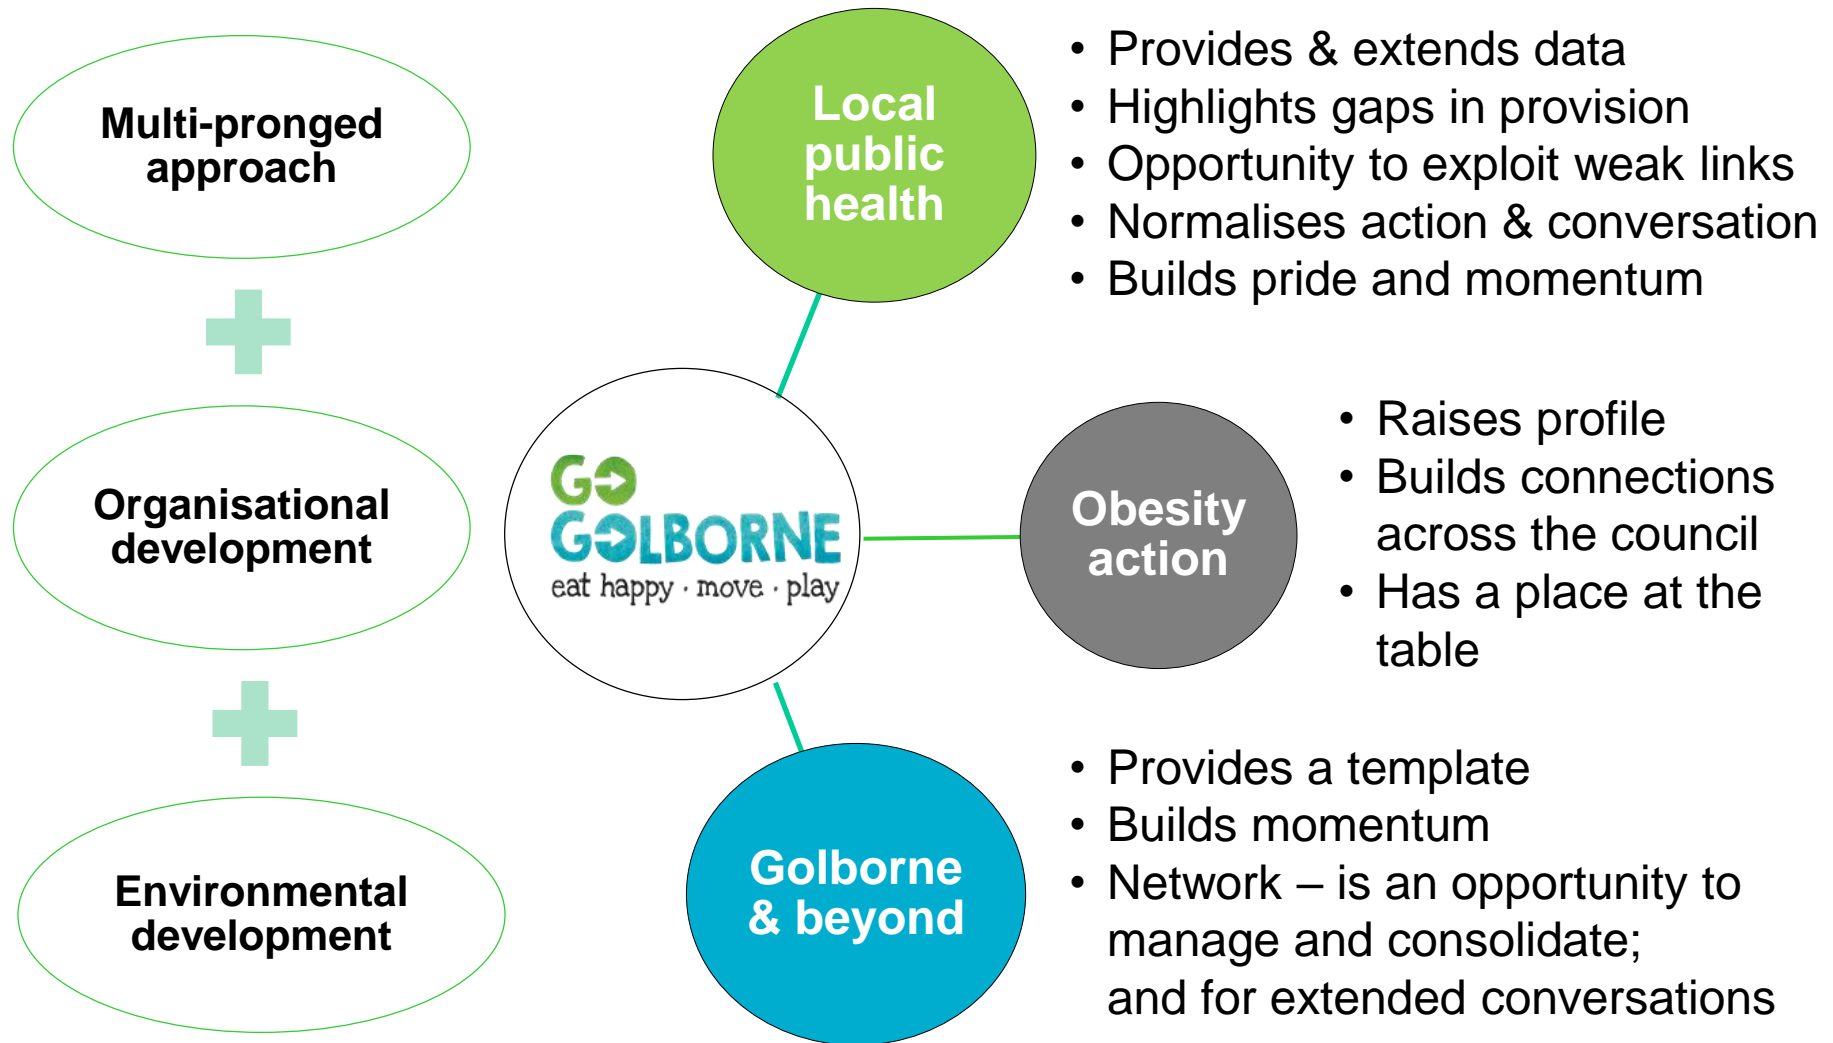 Multi-pronged
approach
Organisational
development
Environmental
development
GO
GOLBORNE
eat happy · move · play
Local
public
health
• Provides & extends data
• Highlights gaps in provision
• Opportunity to exploit weak links
• Normalises action & conversation
• Builds pride and momentum
Obesity
action
• Raises profile
• Builds connections
across the council
• Has a place at the
table
Golborne
& beyond
• Provides a template
• Builds momentum
• Network – is an opportunity to
manage and consolidate;
and for extended conversations